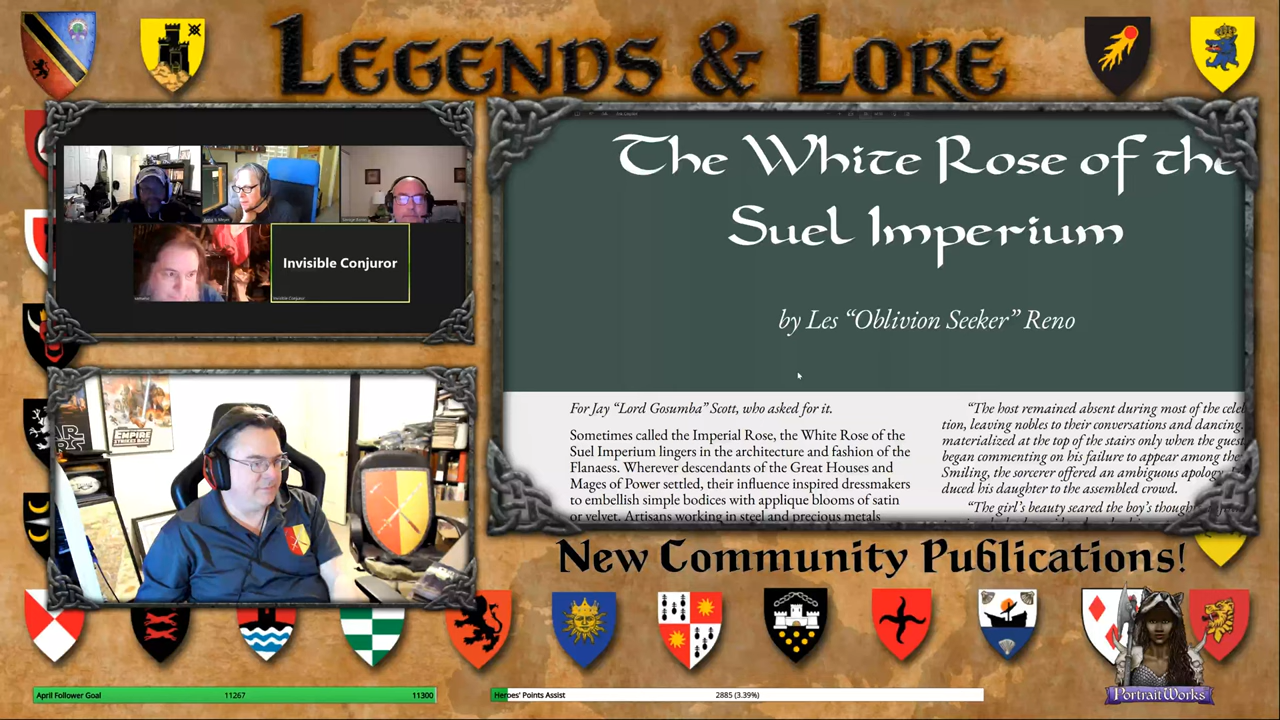 LEGENDS & LORE
The White Rose of the
Suel Imperium
by Les “Oblivion Seeker” Reno
For Jay “Lord Gosumba” Scott, who asked for it.
Sometimes called the Imperial Rose, the White Rose of the
Suel Imperium lingers in the architecture and fashion of the
Flanaess. Wherever descendants of the Great Houses and
Mages of Power settled, their influence inspired dressmakers
to embellish simple bodices with applique blooms of satin
or velvet. Artisans working in steel and precious metals
“The host remained absent during most of the
tion, leaving nobles to their conversations and dancing.
materialized at the top of the stairs only when the guest
began commenting on his failure to appear among the
Smiling, the sorcerer offered an ambiguous apology
duced his daughter to the assembled crowd.
“The girl's beauty seared the boy's
Invisible Conjuror
Invisible Conjuror
STAR
WARS
THE
EMPIRE
STRIKES BACK
New Community Publications!
PortraitWorks
April Follower Goal 11267 11300
Heroes' Points Assist 2885 (3.39%)